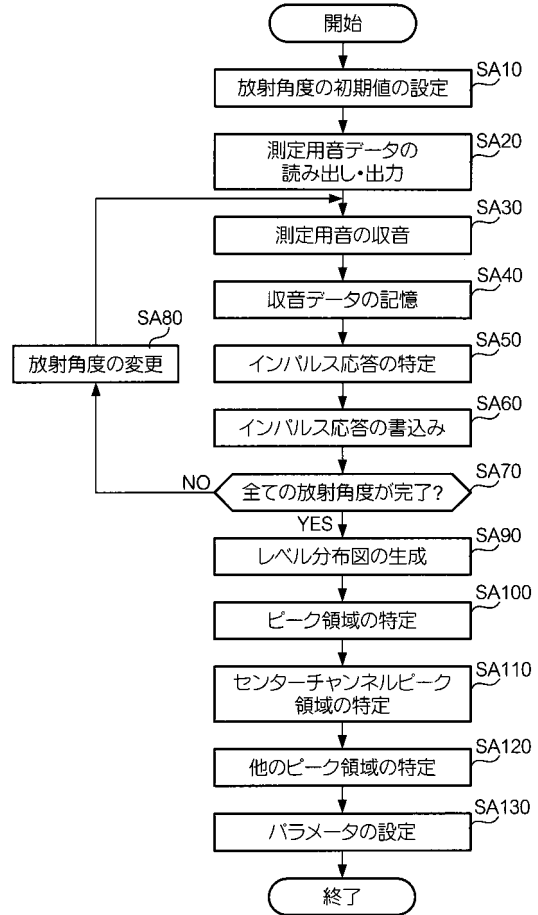 開始
SA10
放射角度の初期値の設定
SA20
測定用音データの
読み出し・出力
SA30
測定用音の収音
SA40
収音データの記憶
SA80
放射角度の変更
SA50
インパルス応答の特定
SA60
インパルス応答の書込み
SA70
NO
全ての放射角度が完了?
YES
SA90
レベル分布図の生成
SA100
ピーク領域の特定
SA110
センターチャンネルピーク
領域の特定
SA120
他のピーク領域の特定
SA130
パラメータの設定
終了